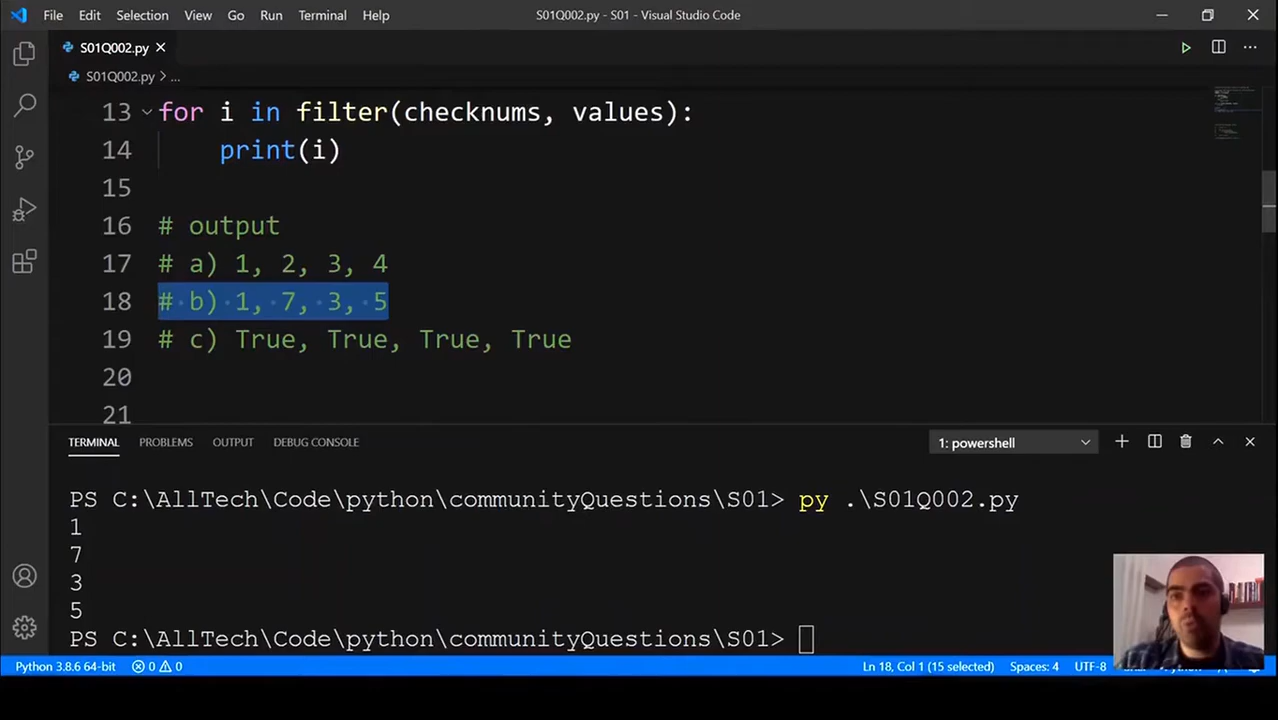 File Edit Selection View Go Run Terminal Help S01Q002.py - S01 - Visual Studio Code
S01Q002.py
S01Q002.py > ...
13 for i in filter(checknums, values):
14 print(i)
15
16 # output
17 # a) 1, 2, 3, 4
18 # b) 1, 7, 3, 5
19 # c) True, True, True, True
20
21
TERMINAL PROBLEMS OUTPUT DEBUG CONSOLE 1: powershell
PS C:\AllTech\Code\python\communityQuestions\S01> py .\S01Q002.py
1
7
3
5
PS C:\AllTech\Code\python\communityQuestions\S01>
Python 3.8.6 64-bit 0 0 Ln 18, Col 1 (15 selected) Spaces: 4 UTF-8